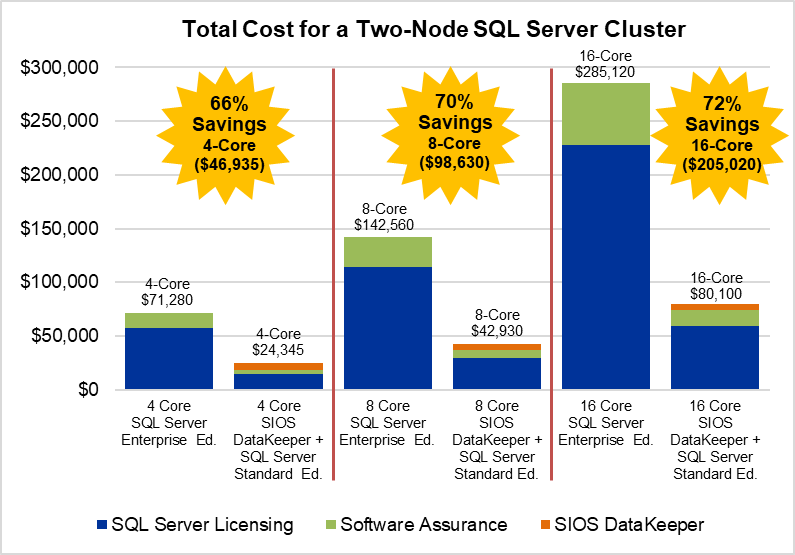 Total Cost for a Two-Node SQL Server Cluster
$300,000
$250,000
$200,000
$150,000
$100,000
$50,000
$0
66%
Savings
4-Core
($46,935)
70%
Savings
8-Core
($98,630)
72%
Savings
16-Core
($205,020)
4-Core
$71,280
4-Core
$24,345
8-Core
$142,560
8-Core
$42,930
16-Core
$285,120
16-Core
$80,100
4 Core
SQL Server
Enterprise Ed.
4 Core
SIOS
DataKeeper +
SQL Server
Standard Ed.
8 Core
SQL Server
Enterprise Ed.
8 Core
SIOS
DataKeeper +
SQL Server
Standard Ed.
16 Core
SQL Server
Enterprise Ed.
16 Core
SIOS
DataKeeper +
SQL Server
Standard Ed.
SQL Server Licensing
Software Assurance
SIOS DataKeeper